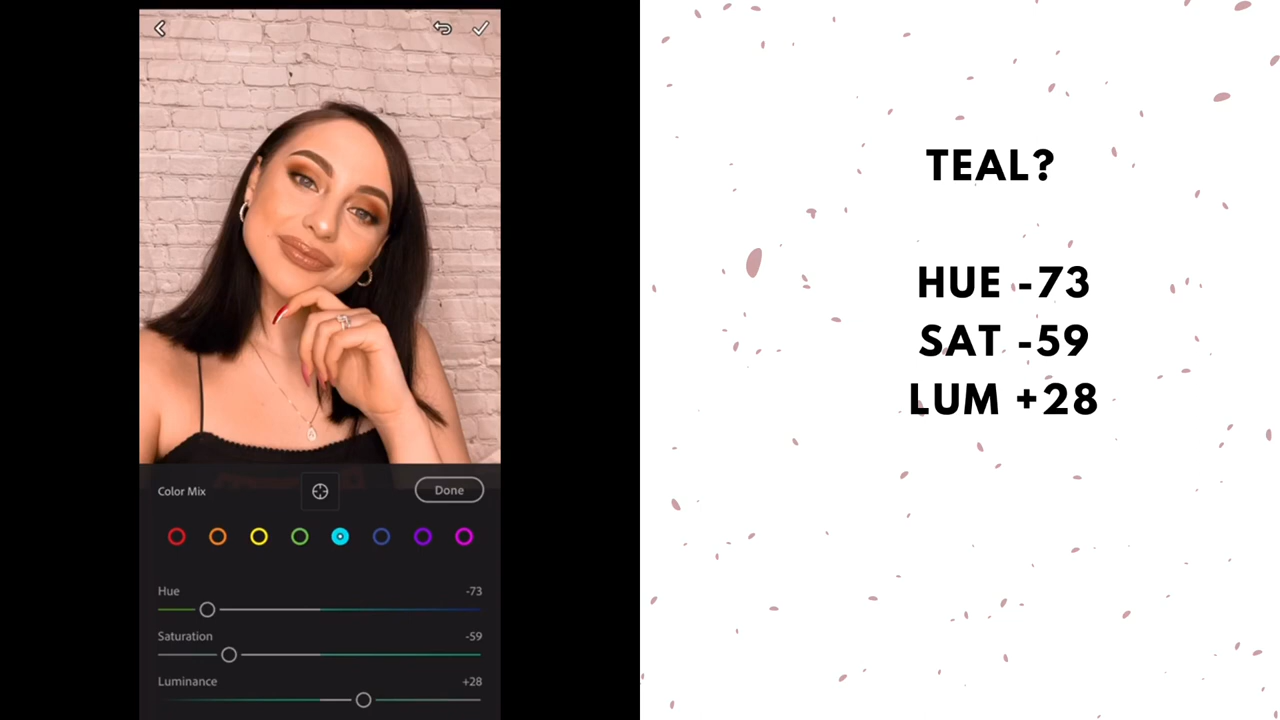 Color Mix
Done
Hue -73
Saturation -59
Luminance +28
TEAL?
HUE -73
SAT -59
LUM +28